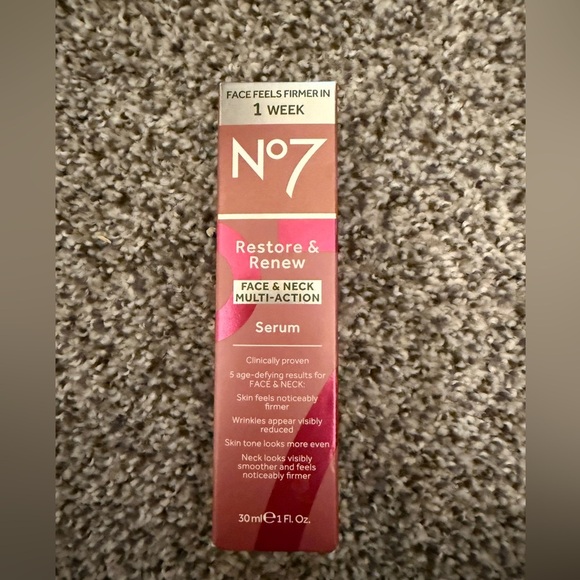 FACE FEELS FIRMER IN
1 WEEK
No7
Restore &
Renew
FACE & NECK
MULTI-ACTION
Serum
Clinically proven
5 age-defying results for
FACE & NECK:
Skin feels noticeably
firmer
Wrinkles appear visibly
reduced
Skin tone looks more even
Neck looks visibly
smoother and feels
noticeably firmer
30 ml ℮ 1 Fl. Oz.